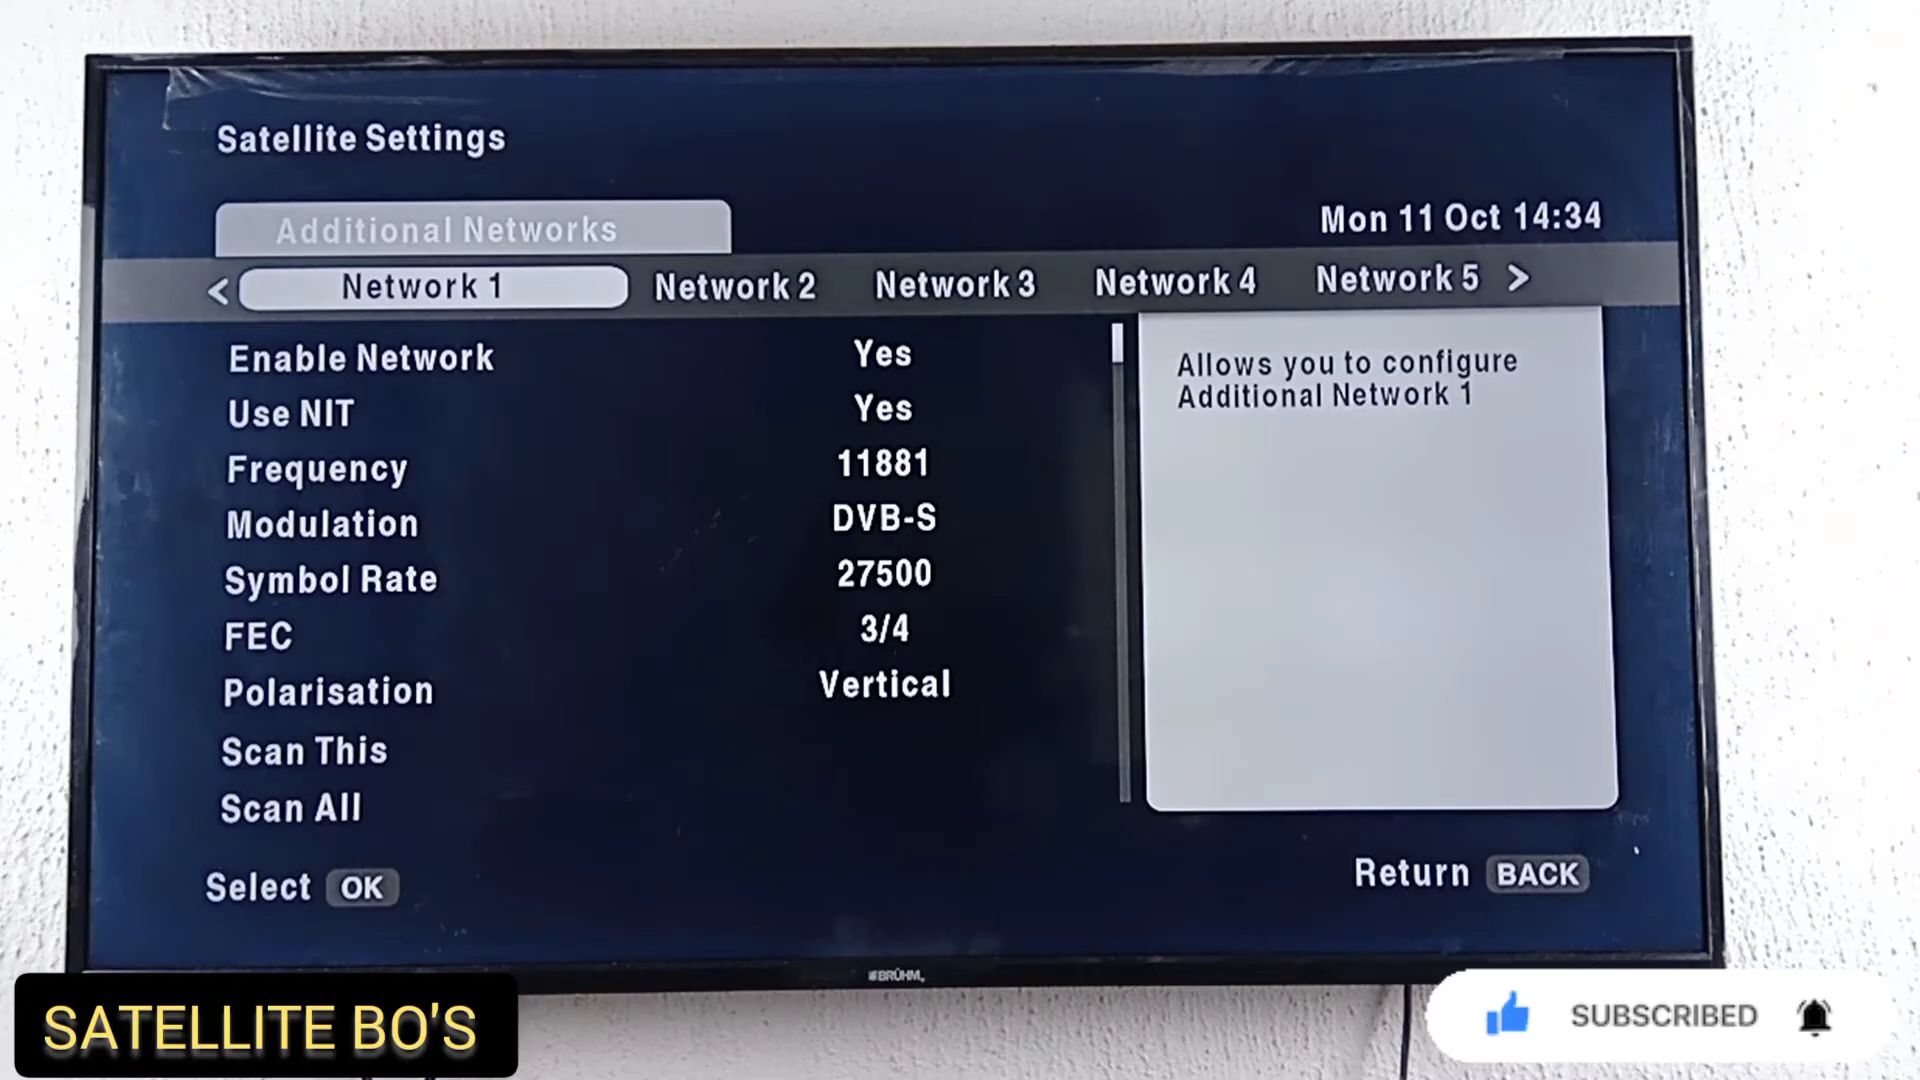 Satellite Settings
Additional Networks
Mon 11 Oct 14:34
< Network 1 Network 2 Network 3 Network 4 Network 5 >
Enable Network Yes
Use NIT Yes
Frequency 11881
Modulation DVB-S
Symbol Rate 27500
FEC 3/4
Polarisation Vertical
Scan This
Scan All
Allows you to configure
Additional Network 1
Select OK
Return BACK
BRÜHM
SATELLITE BO'S
SUBSCRIBED